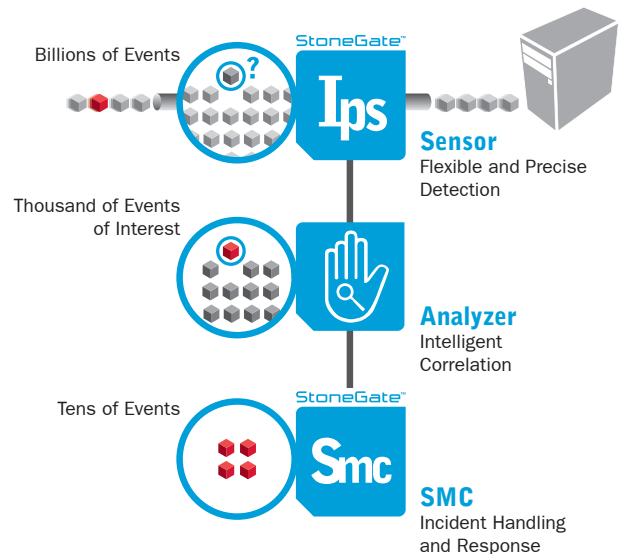 StoneGate™
Billions of Events
?
Ips
Sensor
Flexible and Precise
Detection
Thousand of Events
of Interest
Analyzer
Intelligent
Correlation
StoneGate™
Tens of Events
Smc
SMC
Incident Handling
and Response